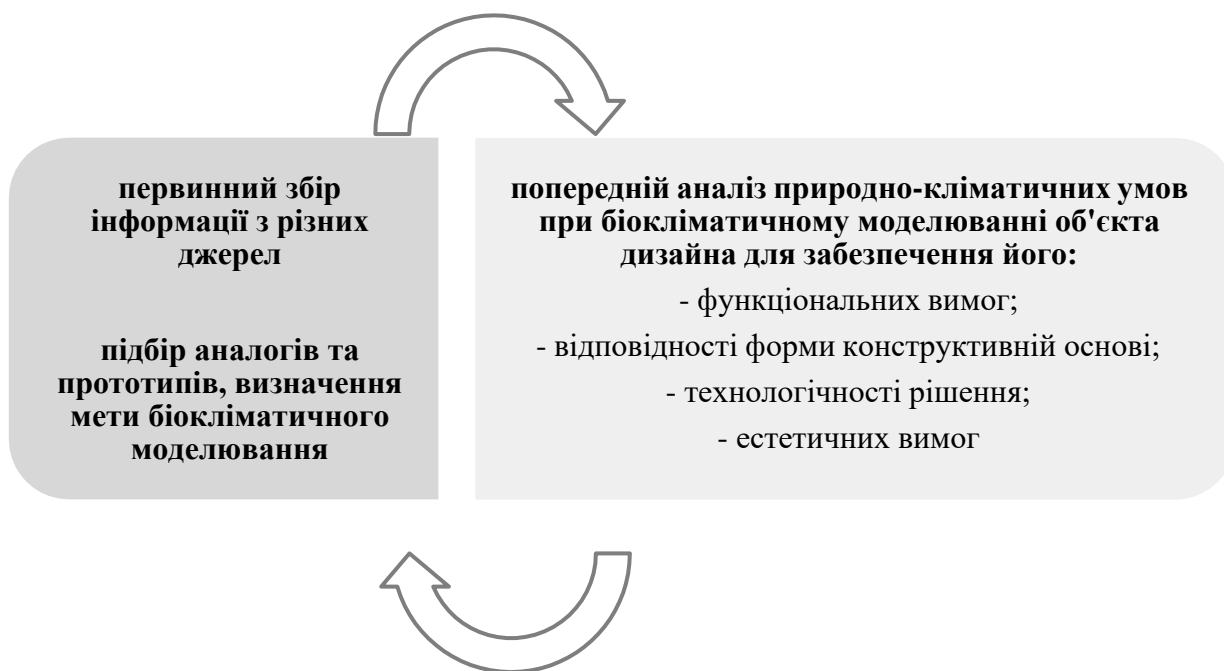 первинний збір
інформації з різних
джерел
підбір аналогів та
прототипів, визначення
мети біокліматичного
моделювання
попередній аналіз природно-кліматичних умов
при біокліматичному моделюванні об'єкта
дизайна для забезпечення його:
- функціональних вимог;
- відповідності форми конструктивній основі;
- технологічності рішення;
- естетичних вимог